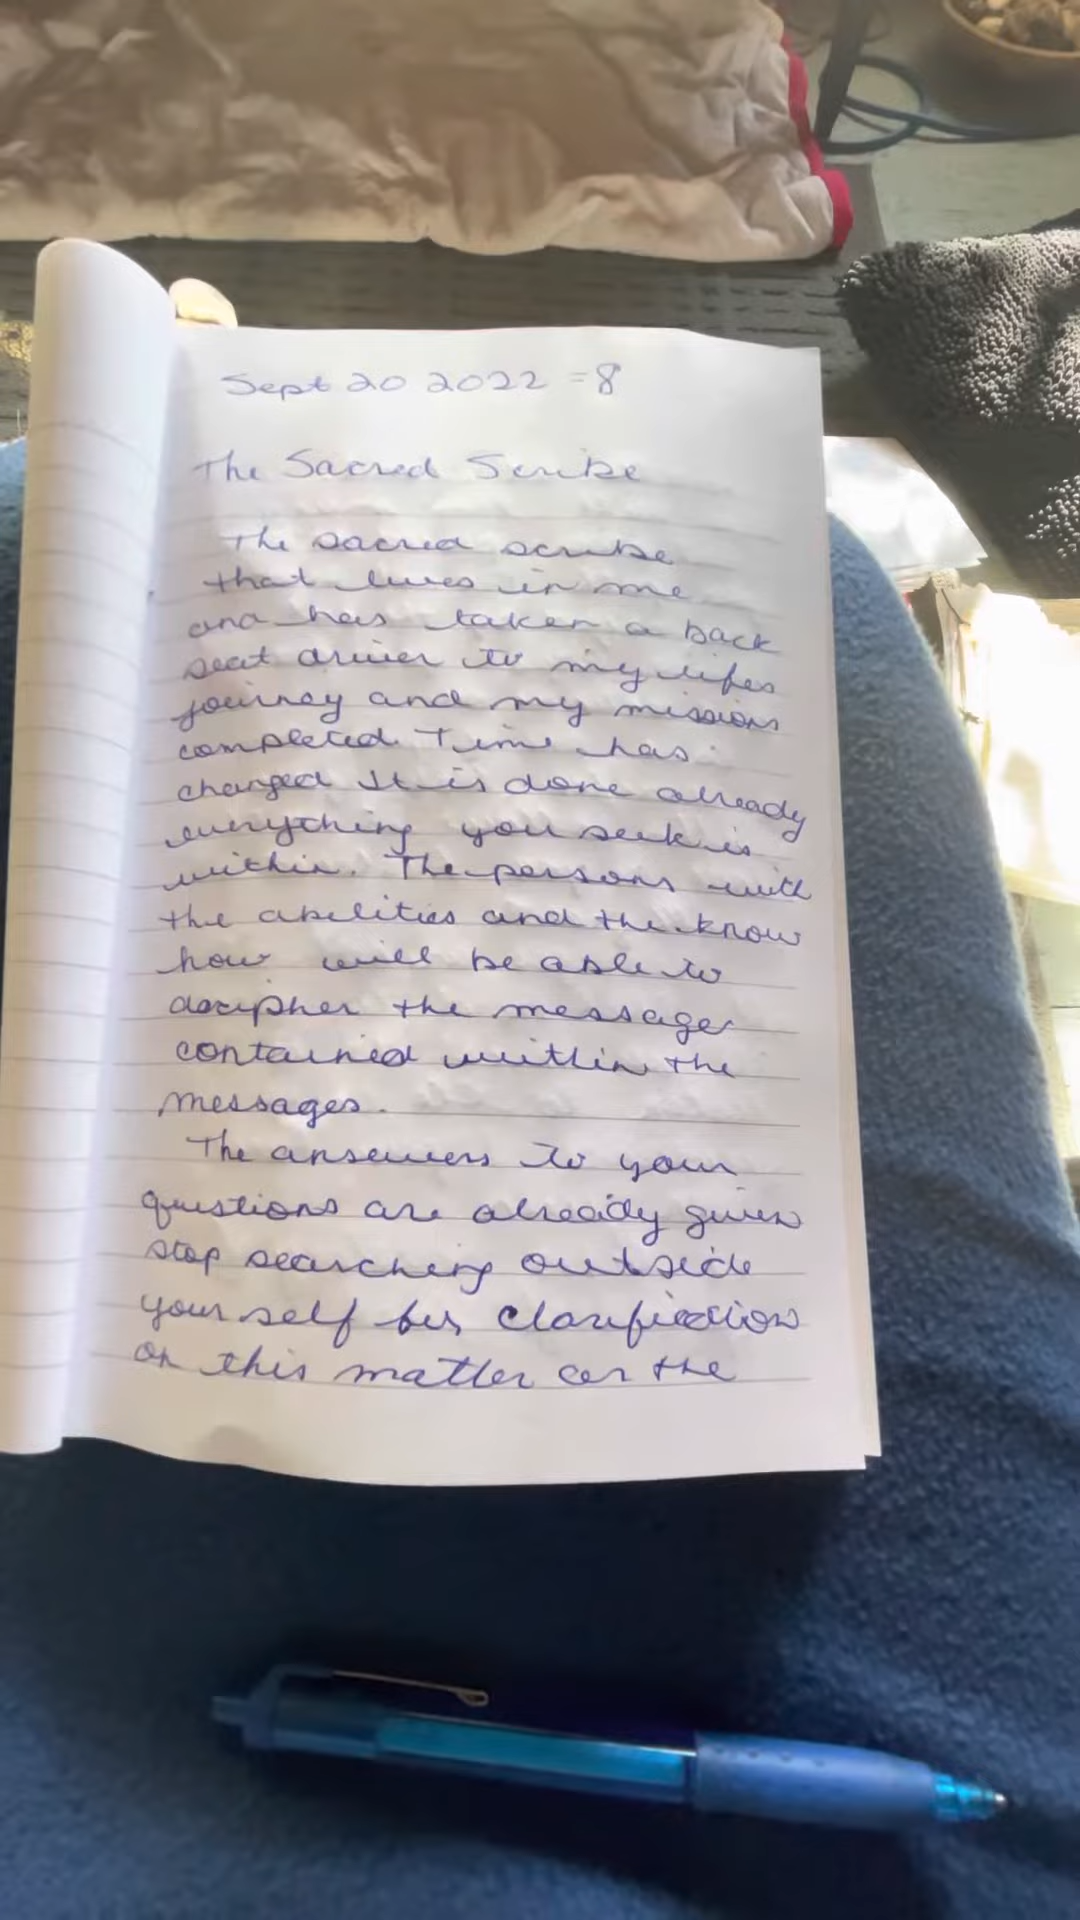 Sept 20 2022 = 8
The Sacred Scribe
The sacred scribe
that lives in me
and has taken a back
seat driver to my lifes
journey and my missions
completed. Time has
changed It is done already
everything you seek is
within. The persons with
the abilities and the know
how will be able to
decipher the messages
contained within the
messages.
The answers to your
questions are already given
stop searching outside
your self for clarification
on this matter or the